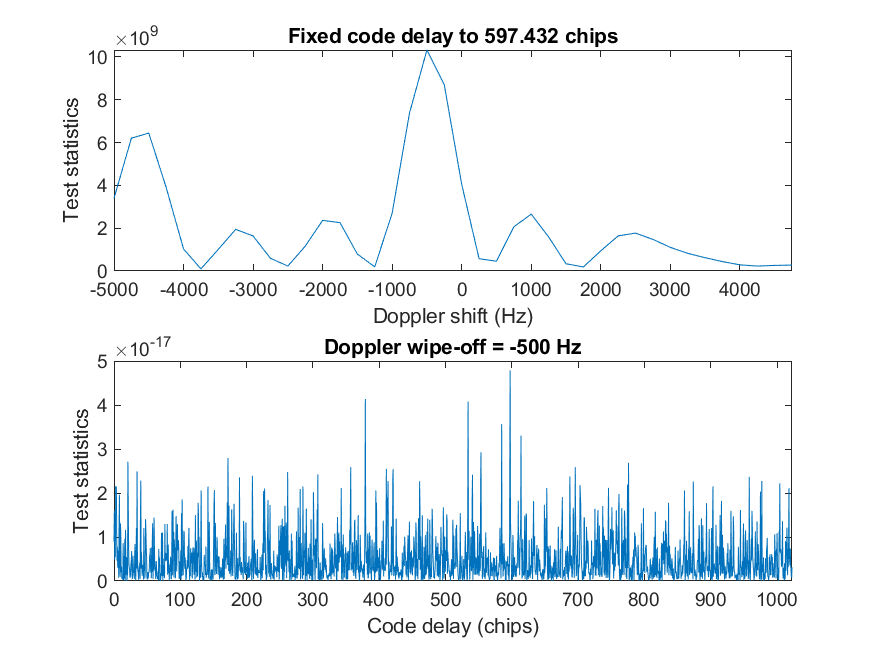 ×10⁹
Fixed code delay to 597.432 chips
10
8
6
4
2
0
Test statistics
-5000 -4000 -3000 -2000 -1000 0 1000 2000 3000 4000
Doppler shift (Hz)
×10⁻¹⁷
Doppler wipe-off = -500 Hz
5
4
3
2
1
0
Test statistics
0 100 200 300 400 500 600 700 800 900 1000
Code delay (chips)